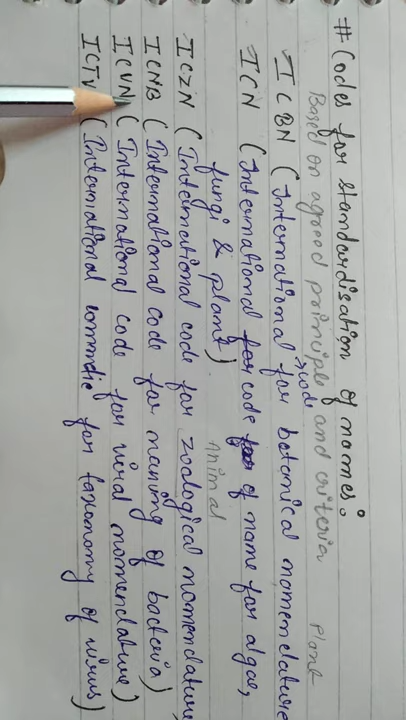 # Codes for standardisation of names:
Based on agreed principle and criteria
Plant
ICBN (International code for botanical nomenclature
ICN (International code of name for algae,
fungi & plant)
Animal
ICZN (International code for zoological nomenclature
ICNB (International code for naming of bacteria)
ICVN (International code for viral nomenclature)
ICTV (International commdie for taxonomy of virus)